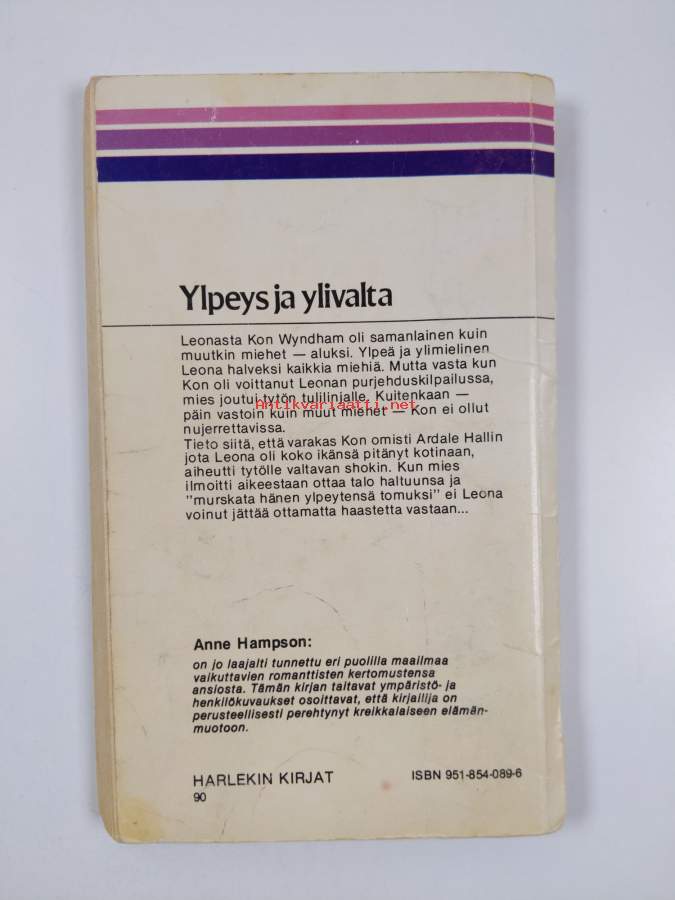 Ylpeys ja ylivalta
Leonasta Kon Wyndham oli samanlainen kuin
muutkin miehet — aluksi. Ylpeä ja ylimielinen
Leona halveksi kaikkia miehiä. Mutta vasta kun
Kon oli voittanut Leonan purjehduskilpailussa,
mies joutui tytön tulilinjalle. Kuitenkaan —
Antikvariaatti.net
päin vastoin kuin muut miehet — Kon ei ollut
nujerrettavissa.
Tieto siitä, että varakas Kon omisti Ardale Hallin
jota Leona oli koko ikänsä pitänyt kotinaan,
aiheutti tytölle valtavan shokin. Kun mies
ilmoitti aikeestaan ottaa talo haltuunsa ja
"murskata hänen ylpeytensä tomuksi" ei Leona
voinut jättää ottamatta haastetta vastaan...
Anne Hampson:
on jo laajalti tunnettu eri puolilla maailmaa
vaikuttavien romanttisten kertomustensa
ansiosta. Tämän kirjan taitavat ympäristö- ja
henkilökuvaukset osoittavat, että kirjailija on
perusteellisesti perehtynyt kreikkalaiseen elämän-
muotoon.
HARLEKIN KIRJAT
ISBN 951-854-089-6
90